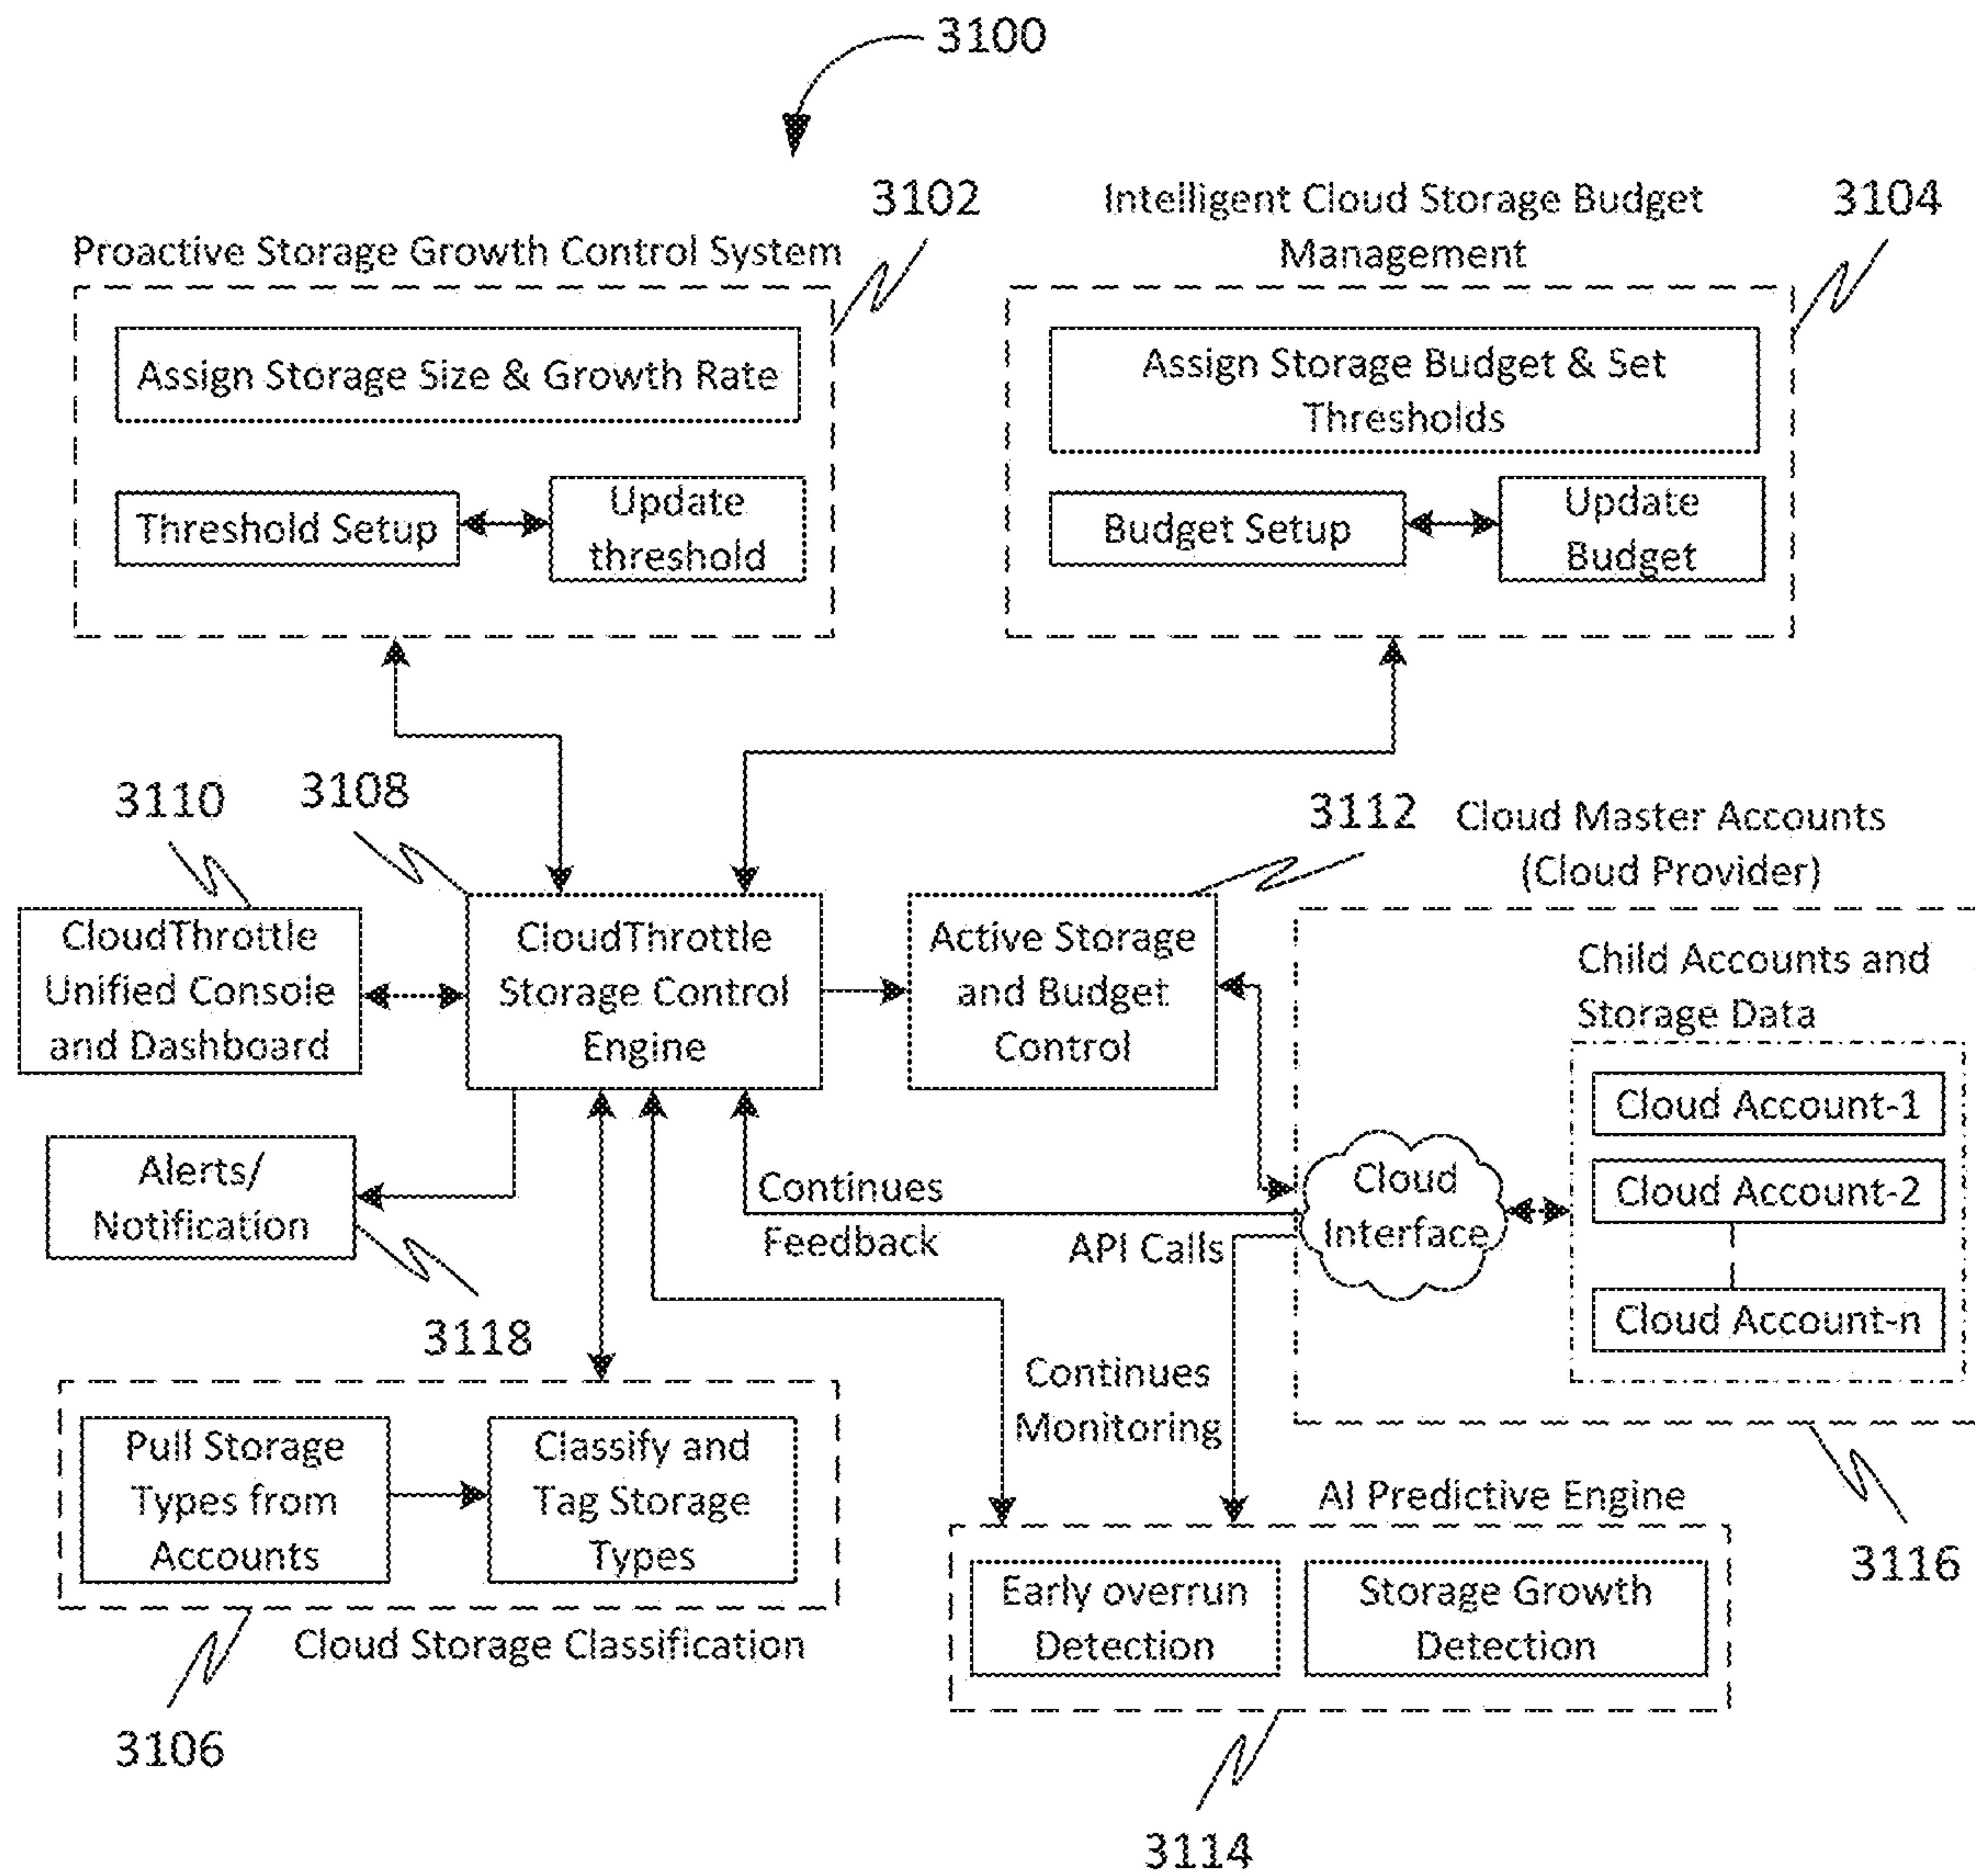 3100
3102
Proactive Storage Growth Control System
Assign Storage Size & Growth Rate
Threshold Setup
Update
threshold
Intelligent Cloud Storage Budget
Management
3104
Assign Storage Budget & Set
Thresholds
Budget Setup
Update
Budget
3110
CloudThrottle
Unified Console
and Dashboard
3108
CloudThrottle
Storage Control
Engine
3112
Active Storage
and Budget
Control
Cloud Master Accounts
(Cloud Provider)
Child Accounts and
Storage Data
Cloud Account-1
Cloud Account-2
Cloud Account-n
Cloud
Interface
Alerts/
Notification
3118
Continues
Feedback
API Calls
Continues
Monitoring
3116
Pull Storage
Types from
Accounts
Classify and
Tag Storage
Types
Cloud Storage Classification
3106
AI Predictive Engine
Early overrun
Detection
Storage Growth
Detection
3114